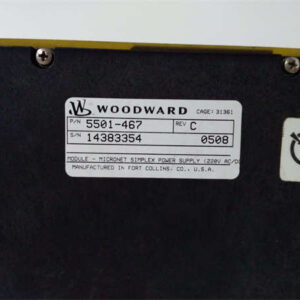 W WOODWARD CAGE: 31361
P/N 5501-467 REV C
S/N 14383354 0508
MODULE - MICRONET SIMPLEX POWER SUPPLY (220V AC/DC
MANUFACTURED IN FORT COLLINS, CO., U.S.A.